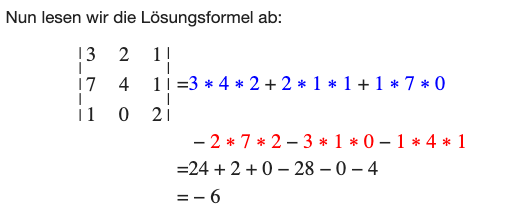 Nun lesen wir die Lösungsformel ab:
|3 2 1|
|7 4 1| =3 * 4 * 2 + 2 * 1 * 1 + 1 * 7 * 0
|1 0 2|
− 2 * 7 * 2 − 3 * 1 * 0 − 1 * 4 * 1
=24 + 2 + 0 − 28 − 0 − 4
= − 6